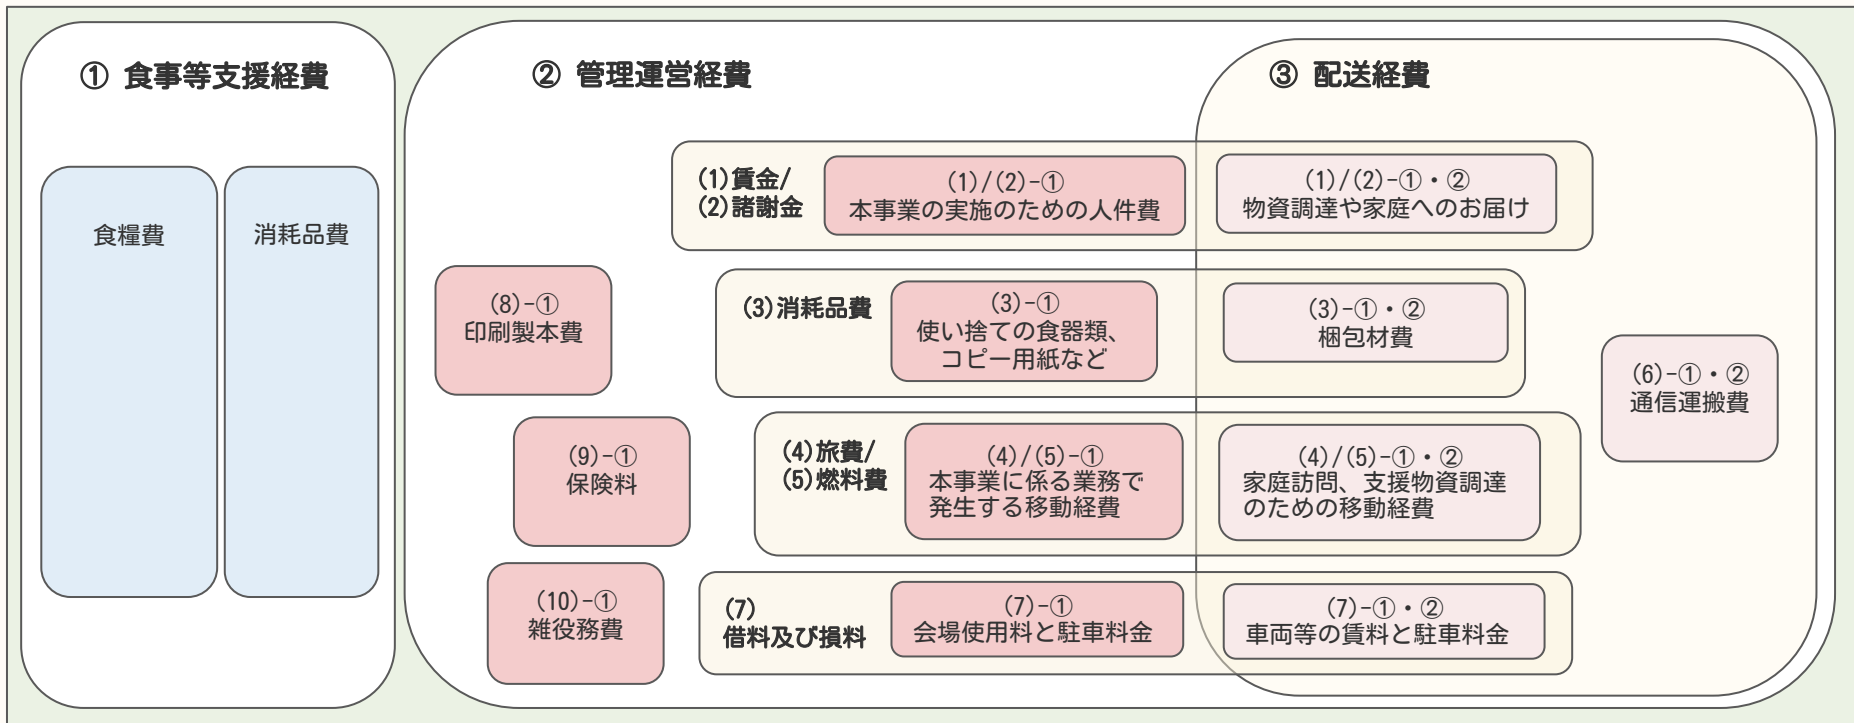 ① 食事等支援経費
食糧費
消耗品費
② 管理運営経費
③ 配送経費
(1)賃金/
(2)諸謝金
(1)/(2)-①
本事業の実施のための人件費
(1)/(2)-①・②
物資調達や家庭へのお届け
(8)-①
印刷製本費
(3)消耗品費
(3)-①
使い捨ての食器類、
コピー用紙など
(3)-①・②
梱包材費
(6)-①・②
通信運搬費
(9)-①
保険料
(4)旅費/
(5)燃料費
(4)/(5)-①
本事業に係る業務で
発生する移動経費
(4)/(5)-①・②
家庭訪問、支援物資調達
のための移動経費
(10)-①
雑役務費
(7)
借料及び損料
(7)-①
会場使用料と駐車料金
(7)-①・②
車両等の賃料と駐車料金